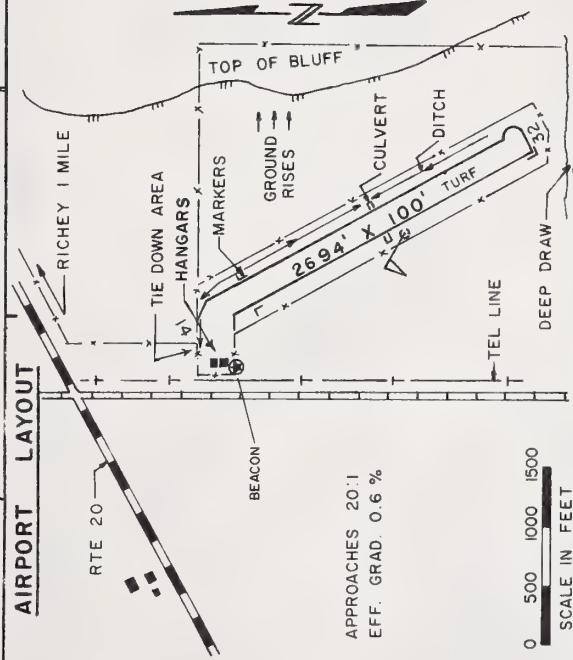 AIRPORT LAYOUT
N
RICHEY 1 MILE
RTE 20
TIE DOWN AREA
HANGARS
MARKERS
TOP OF BLUFF
GROUND
RISES
CULVERT
DITCH
14
2694' X 100'
TURF
32
BEACON
TEL LINE
DEEP DRAW
APPROACHES 20:1
EFF. GRAD. 0.6 %
0 500 1000 1500
SCALE IN FEET